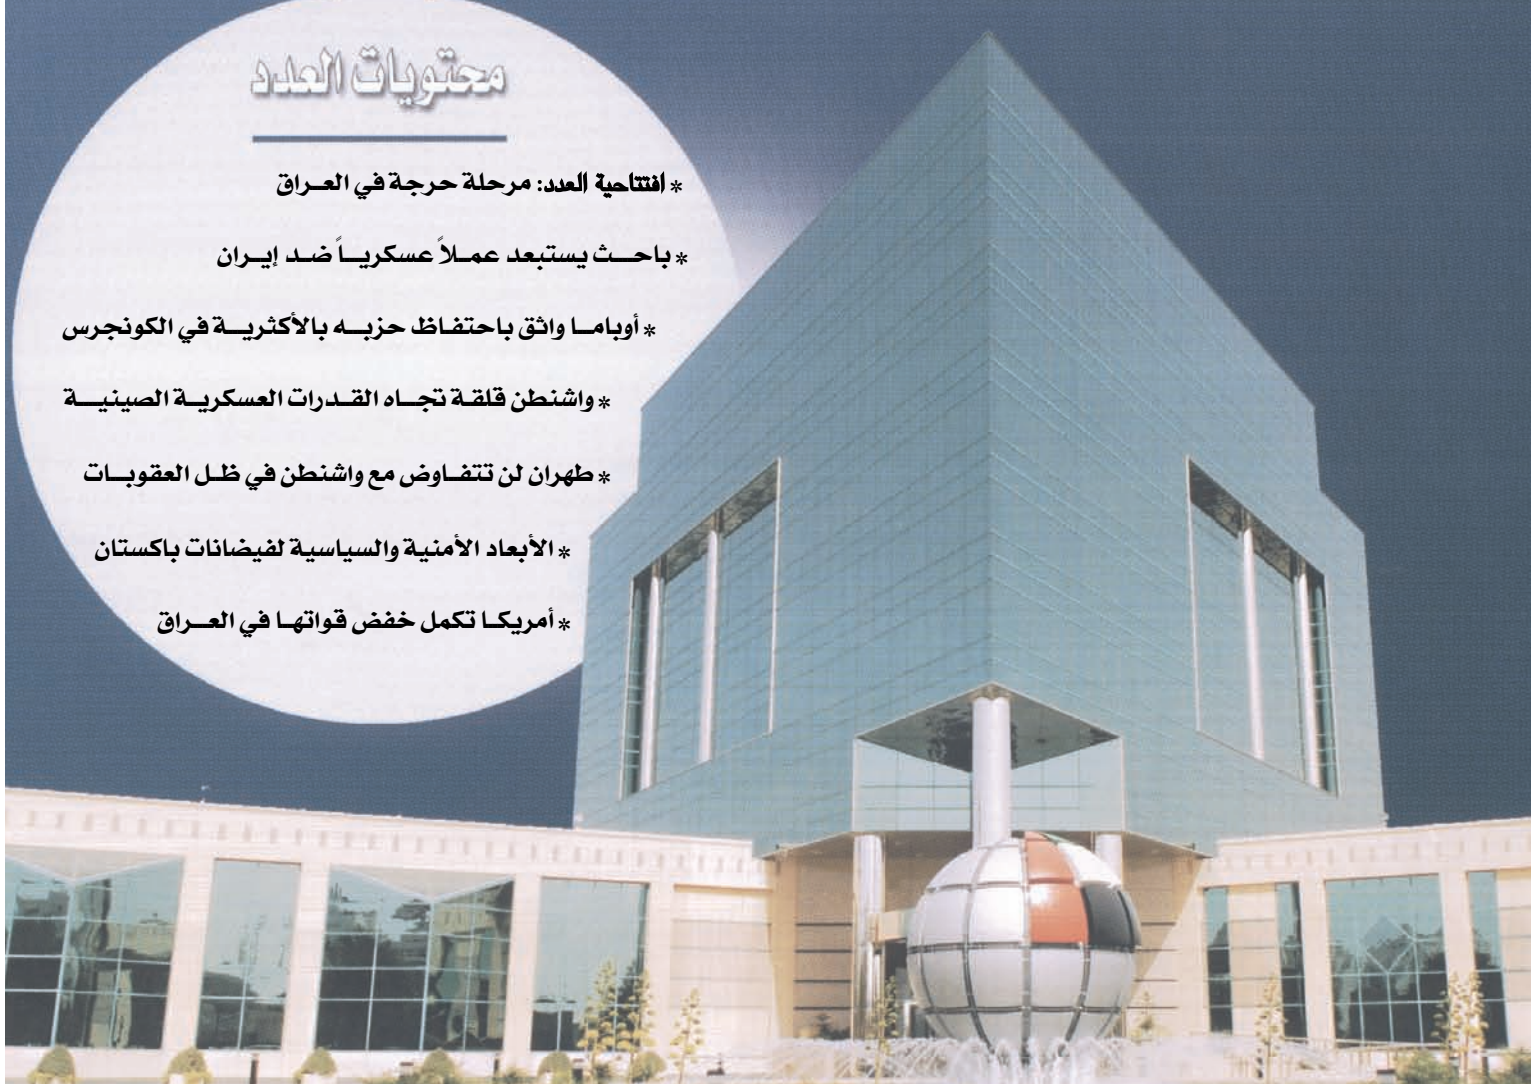 محتويات العدد
* افتتاحية العدد: مرحلة حرجة في العراق
* باحث يستبعد عملاً عسكرياً ضد إيران
* أوباما واثق باحتفاظ حزبه بالأكثرية في الكونجرس
* واشنطن قلقة تجاه القدرات العسكرية الصينية
* طهران لن تتفاوض مع واشنطن في ظل العقوبات
* الأبعاد الأمنية والسياسية لفيضانات باكستان
* أمريكا تكمل خفض قواتها في العراق